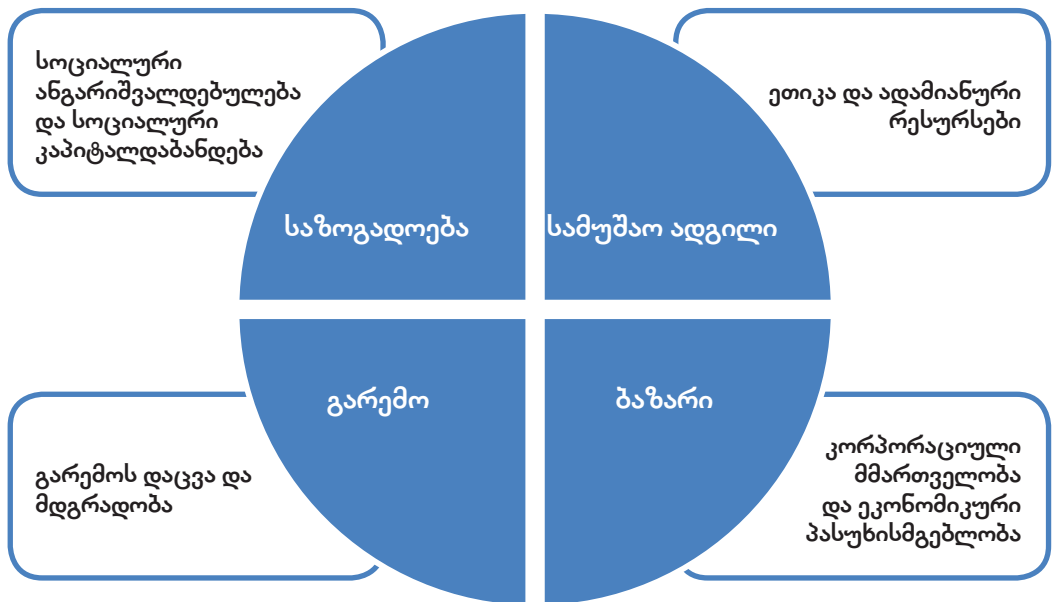 სოციალური
ანგარიშვალდებულება
და სოციალური
კაპიტალდაბანდება
ეთიკა და ადამიანური
რესურსები
საზოგადოება
სამუშაო ადგილი
გარემო
ბაზარი
გარემოს დაცვა და
მდგრადობა
კორპორაციული
მმართველობა
და ეკონომიკური
პასუხისმგებლობა